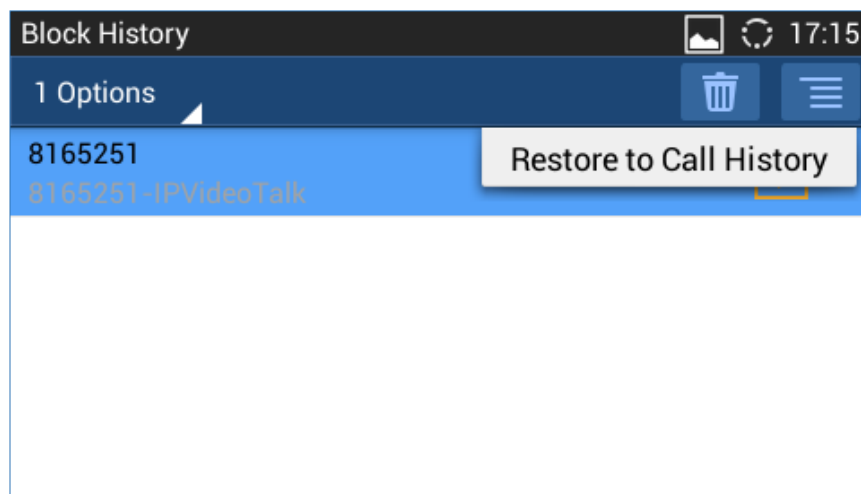 Block History 17:15
1 Options
8165251
Restore to Call History
8165251-IPVideoTalk